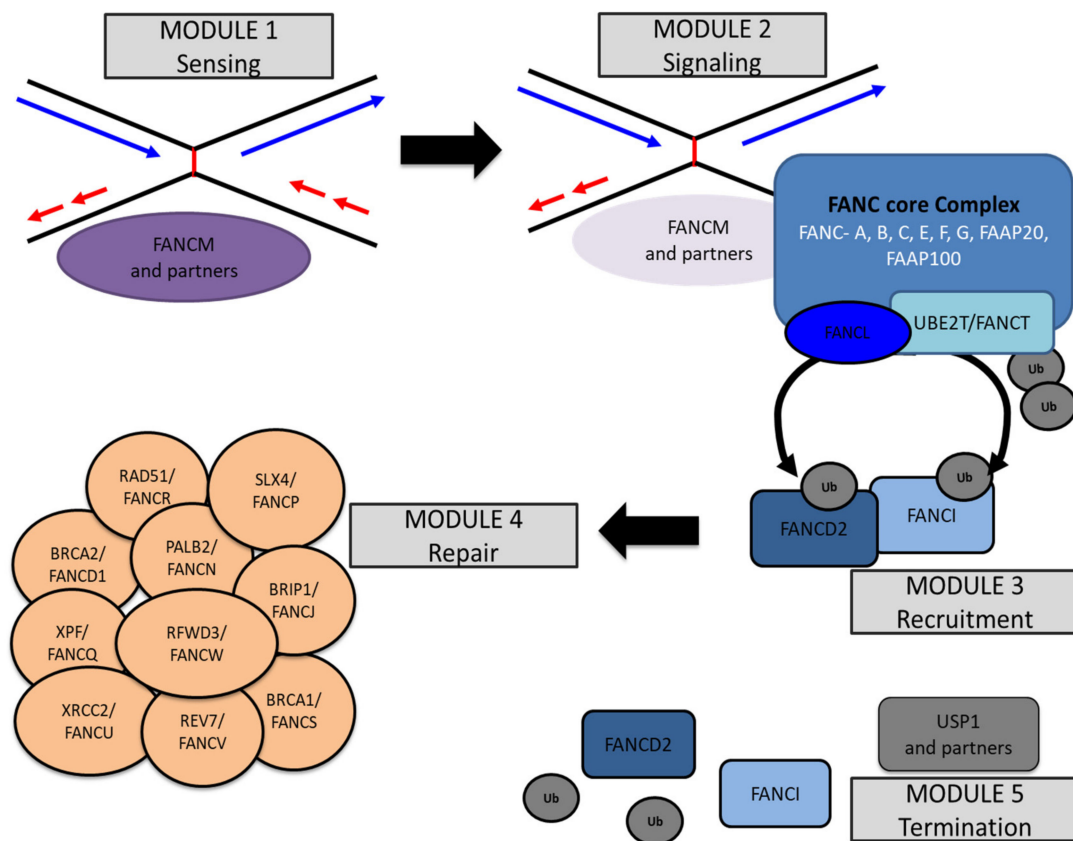 MODULE 1
Sensing
FANCM
and partners
MODULE 2
Signaling
FANCM
and partners
FANC core Complex
FANC- A, B, C, E, F, G, FAAP20,
FAAP100
FANCL
UBE2T/FANCT
Ub
Ub
Ub
Ub
FANCD2
FANCI
MODULE 3
Recruitment
MODULE 4
Repair
RAD51/
FANCR
SLX4/
FANCP
BRCA2/
FANCD1
PALB2/
FANCN
BRIP1/
FANCJ
XPF/
FANCQ
RFWD3/
FANCW
XRCC2/
FANCU
REV7/
FANCV
BRCA1/
FANCS
FANCD2
Ub
Ub
FANCI
USP1
and partners
MODULE 5
Termination